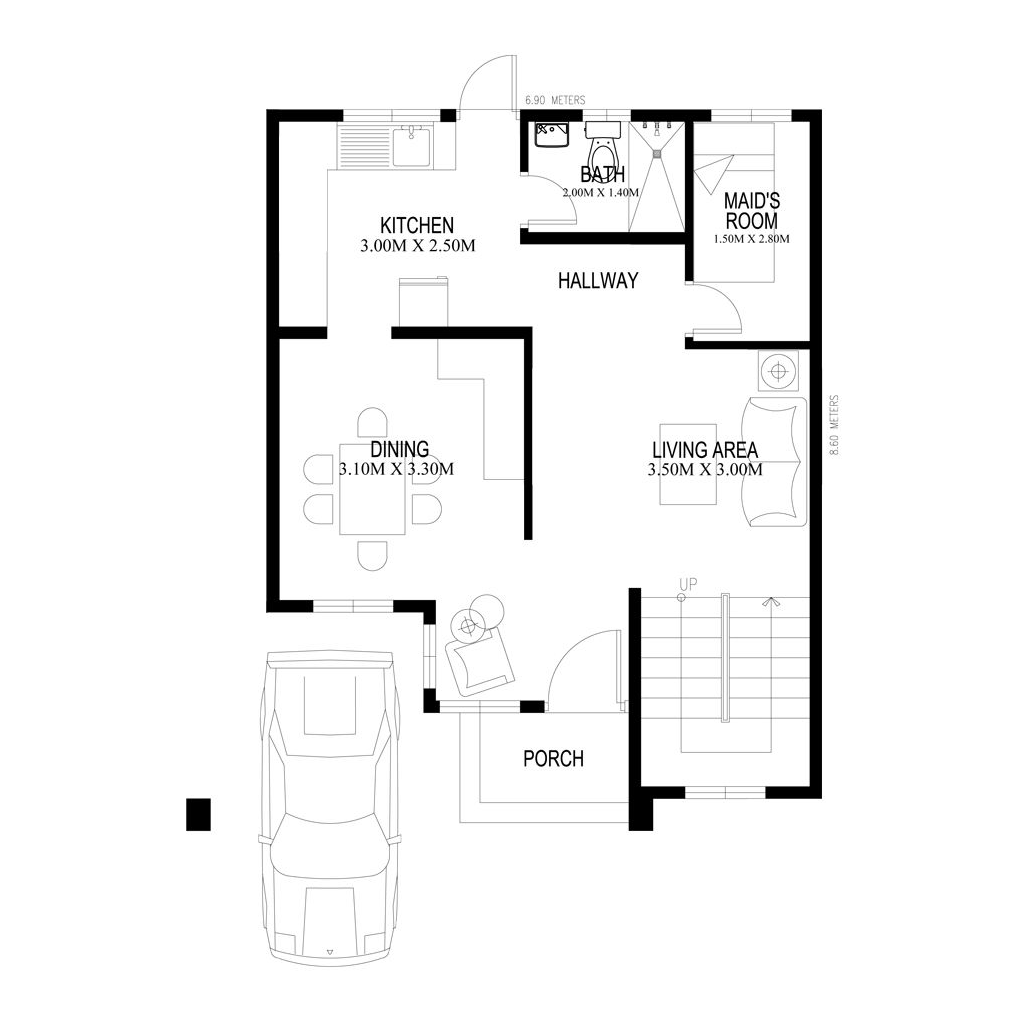 6.90 METERS
BATH
2.00M X 1.40M
MAID'S
ROOM
1.50M X 2.80M
KITCHEN
3.00M X 2.50M
HALLWAY
8.60 METERS
DINING
3.10M X 3.30M
LIVING AREA
3.50M X 3.00M
UP
PORCH